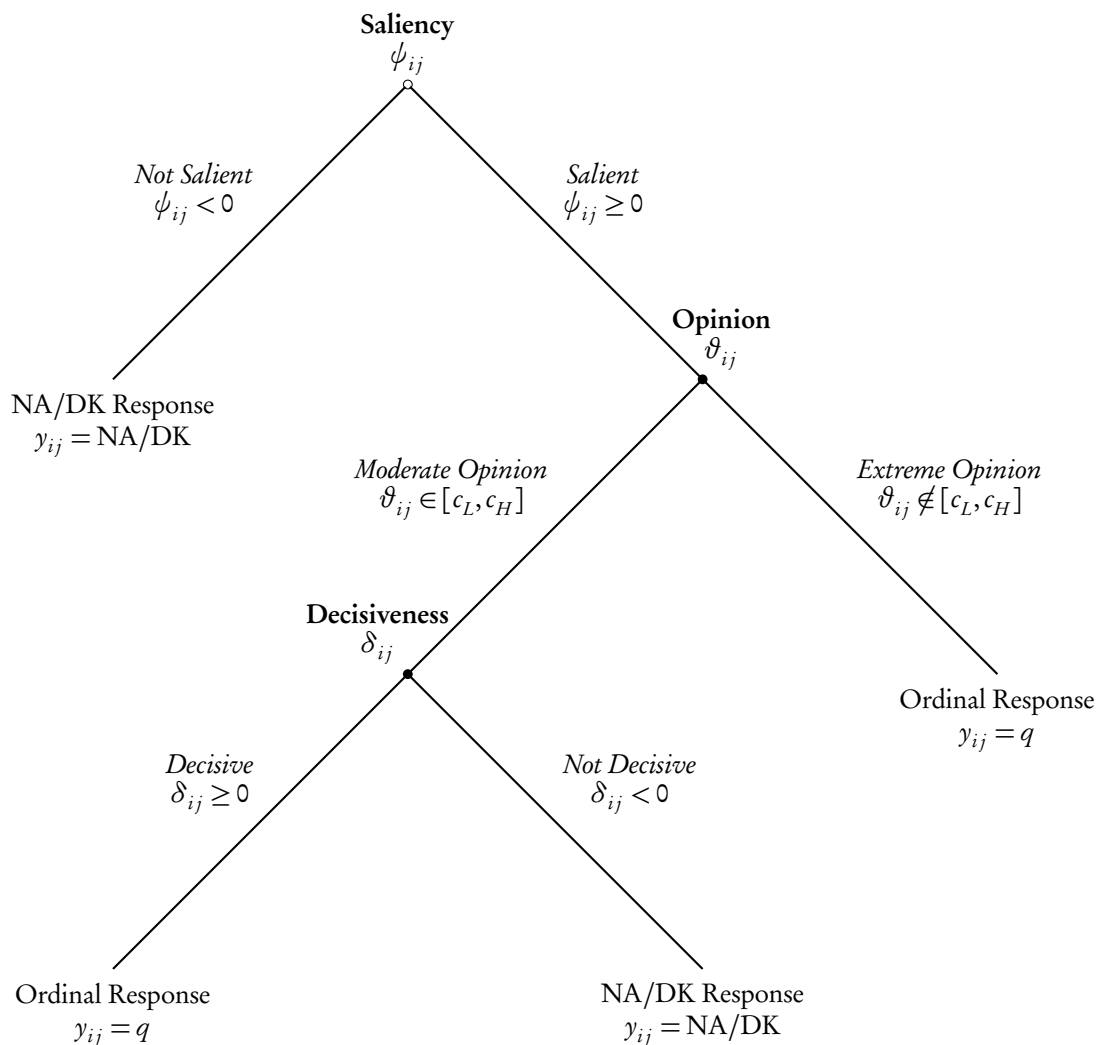 Saliency
ψij
Not Salient
ψij < 0
Salient
ψij ≥ 0
Opinion
ϑij
NA/DK Response
yij = NA/DK
Moderate Opinion
ϑij ∈ [cL, cH]
Extreme Opinion
ϑij ∉ [cL, cH]
Decisiveness
δij
Ordinal Response
yij = q
Decisive
δij ≥ 0
Not Decisive
δij < 0
Ordinal Response
yij = q
NA/DK Response
yij = NA/DK